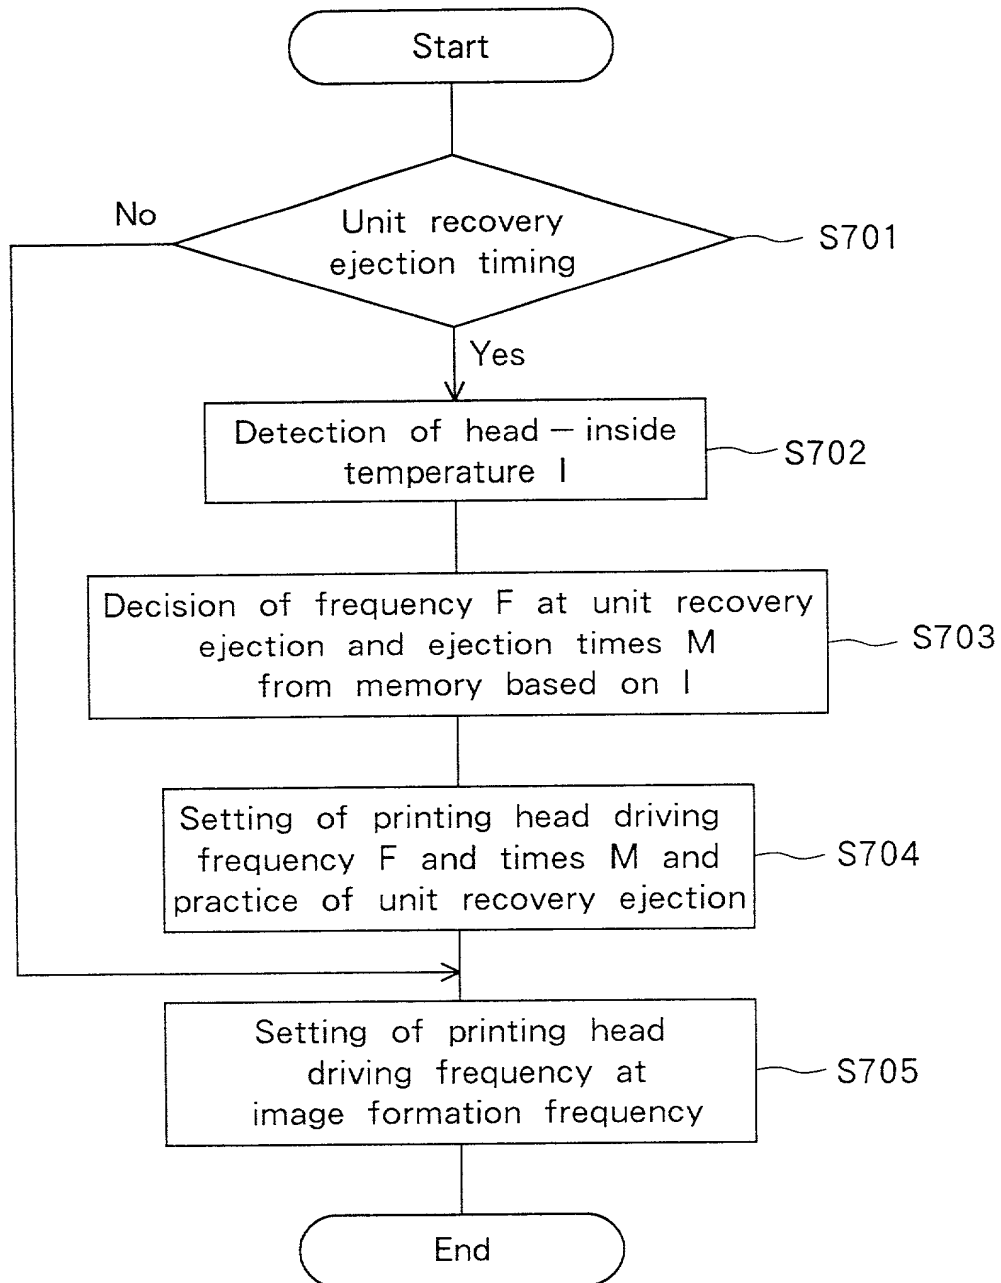 Start
No
Unit recovery
ejection timing
S701
Yes
Detection of head – inside
temperature I
S702
Decision of frequency F at unit recovery
ejection and ejection times M
from memory based on I
S703
Setting of printing head driving
frequency F and times M and
practice of unit recovery ejection
S704
Setting of printing head
driving frequency at
image formation frequency
S705
End